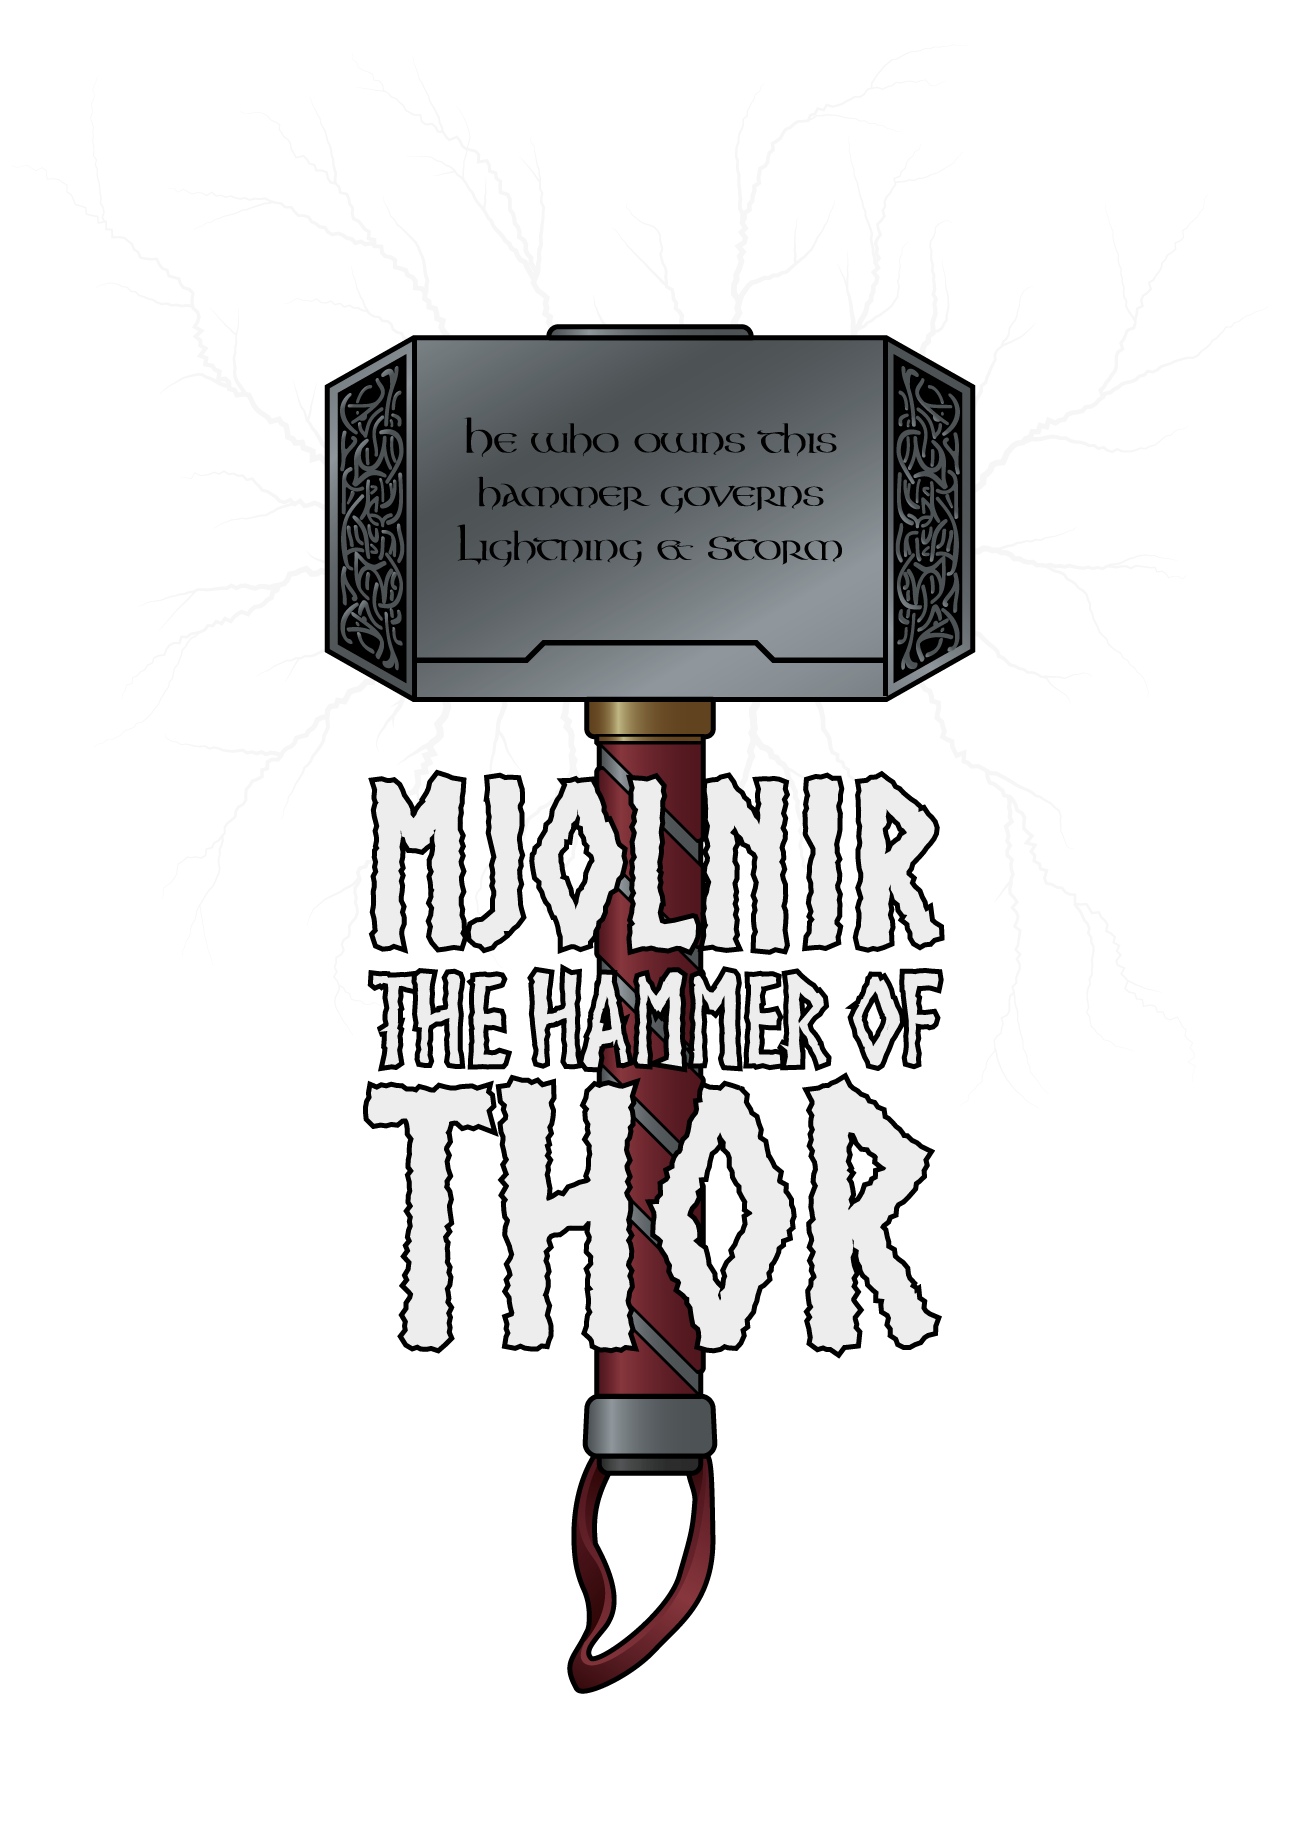 He who owns this
hammer governs
Lightning & Storm
MJOLNIR
THE HAMMER OF
THOR